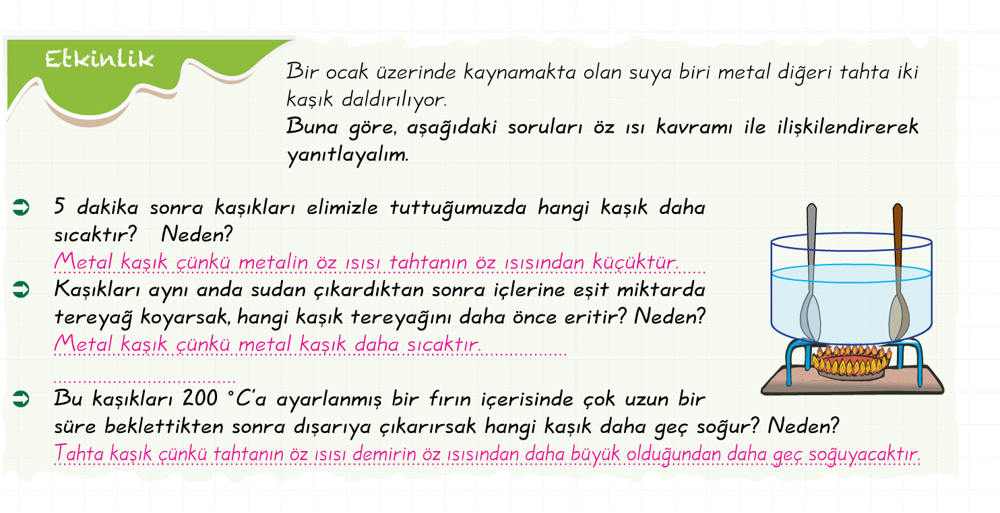 Etkinlik
Bir ocak üzerinde kaynamakta olan suya biri metal diğeri tahta iki
kaşık daldırılıyor.
Buna göre, aşağıdaki soruları öz ısı kavramı ile ilişkilendirerek
yanıtlayalım.
5 dakika sonra kaşıkları elimizle tuttuğumuzda hangi kaşık daha
sıcaktır? Neden?
Metal kaşık çünkü metalin öz ısısı tahtanın öz ısısından küçüktür.
Kaşıkları aynı anda sudan çıkardıktan sonra içlerine eşit miktarda
tereyağ koyarsak, hangi kaşık tereyağını daha önce eritir? Neden?
Metal kaşık çünkü metal kaşık daha sıcaktır.
Bu kaşıkları 200 °C'a ayarlanmış bir fırın içerisinde çok uzun bir
süre beklettikten sonra dışarıya çıkarırsak hangi kaşık daha geç soğur? Neden?
Tahta kaşık çünkü tahtanın öz ısısı demirin öz ısısından daha büyük olduğundan daha geç soğuyacaktır.